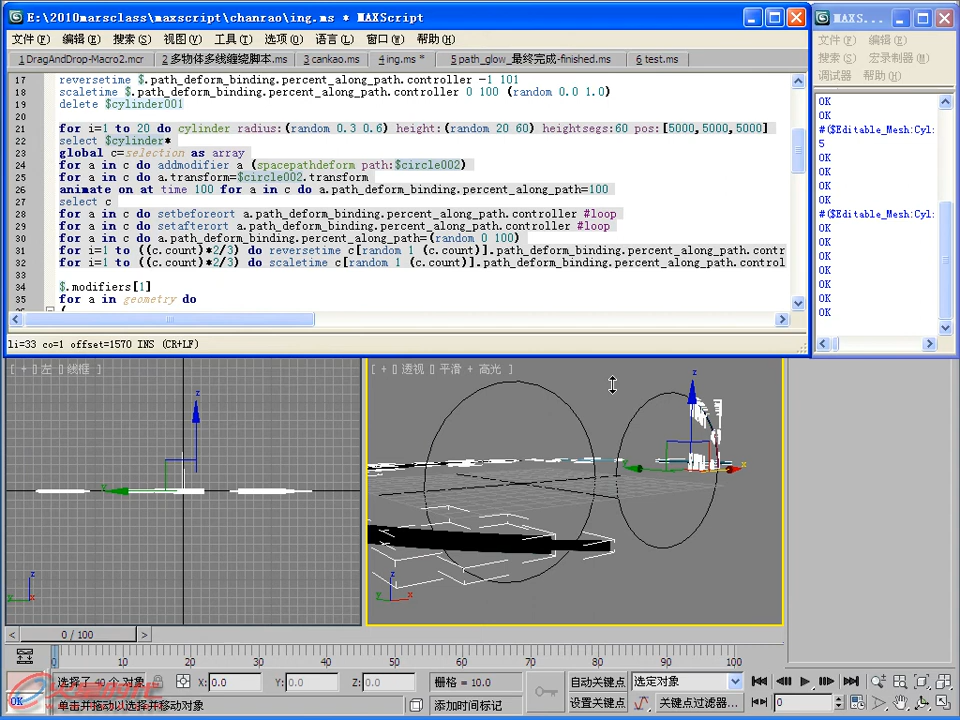 E:\2010marsclass\maxscript\chanrao\ing.ms * MAXScript
文件(F) 编辑(E) 搜索(S) 视图(V) 工具(T) 选项(O) 语言(L) 窗口(W) 帮助(H)
1DragAndDrop-Macro2.mcr 2 多物体多线缠绕脚本.ms 3 cankao.ms 4 ing.ms * 5 path_glow_最终完成-finished.ms 6 test.ms
17 reversetime $.path_deform_binding.percent_along_path.controller -1 101
18 scaletime $.path_deform_binding.percent_along_path.controller 0 100 (random 0.0 1.0)
19 delete $cylinder001
20
21 for i=1 to 20 do cylinder radius:(random 0.3 0.6) height:(random 20 60) heightsegs:60 pos:[5000,5000,5000]
22 select $cylinder*
23 global c=selection as array
24 for a in c do addmodifier a (spacepathdeform path:$circle002)
25 for a in c do a.transform=$circle002.transform
26 animate on at time 100 for a in c do a.path_deform_binding.percent_along_path=100
27 select c
28 for a in c do setbeforeort a.path_deform_binding.percent_along_path.controller #loop
29 for a in c do setafterort a.path_deform_binding.percent_along_path.controller #loop
30 for a in c do a.path_deform_binding.percent_along_path=(random 0 100)
31 for i=1 to ((c.count)*2/3) do reversetime c[random 1 (c.count)].path_deform_binding.percent_along_path.contr
32 for i=1 to ((c.count)*2/3) do scaletime c[random 1 (c.count)].path_deform_binding.percent_along_path.control
33
34 $.modifiers[1]
35 for a in geometry do
(
li=33 co=1 offset=1570 INS (CR+LF)
MAXS...
文件(F) 编辑(E)
搜索(S) 宏录制器(M)
调试器 帮助(H)
OK
OK
#($Editable_Mesh:Cyl:
5
OK
OK
OK
OK
#($Editable_Mesh:Cyl:
OK
OK
OK
OK
OK
OK
OK
[ + [] 左 [] 线框 ]
[ + [] 透视 [] 平滑 + 高光 ]
z
y
z
y x
z
x
z
y x
< 0 / 100 >
0 10 20 30 40 50 60 70 80 90 100
选择了 40 个 对象 X: 0.0 Y: 0.0 Z: 0.0 栅格 = 10.0 自动关键点 选定对象
OK 单击并拖动以选择并移动对象 添加时间标记 设置关键点 关键点过滤器... 0
火星时代